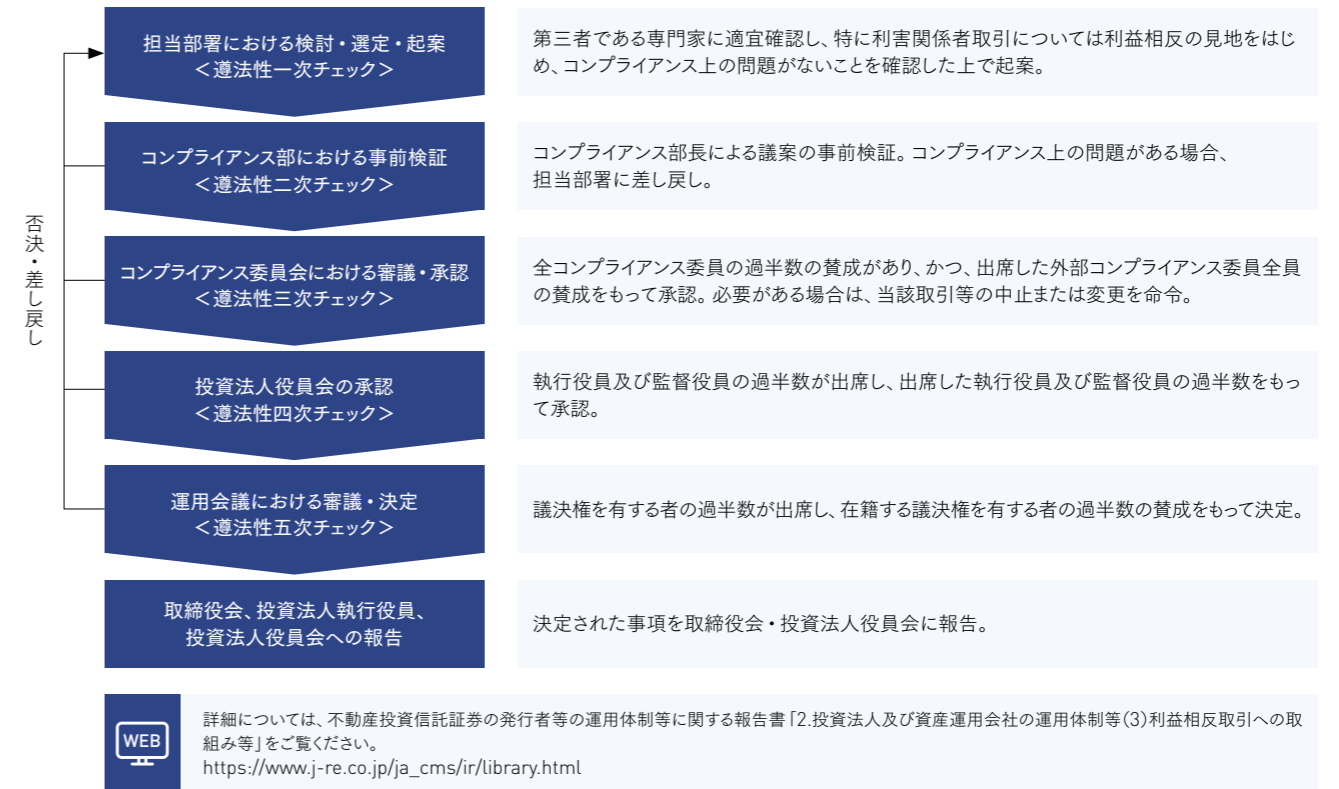 担当部署における検討・選定・起案
＜遵法性一次チェック＞
第三者である専門家に適宜確認し、特に利害関係者取引については利益相反の見地をはじ
め、コンプライアンス上の問題がないことを確認した上で起案。
コンプライアンス部における事前検証
＜遵法性二次チェック＞
コンプライアンス部長による議案の事前検証。コンプライアンス上の問題がある場合、
担当部署に差し戻し。
否決・差し戻し
コンプライアンス委員会における審議・承認
＜遵法性三次チェック＞
全コンプライアンス委員の過半数の賛成があり、かつ、出席した外部コンプライアンス委員全員
の賛成をもって承認。必要がある場合は、当該取引等の中止または変更を命令。
投資法人役員会の承認
＜遵法性四次チェック＞
執行役員及び監督役員の過半数が出席し、出席した執行役員及び監督役員の過半数をもっ
て承認。
運用会議における審議・決定
＜遵法性五次チェック＞
議決権を有する者の過半数が出席し、在籍する議決権を有する者の過半数の賛成をもって決定。
取締役会、投資法人執行役員、
投資法人役員会への報告
決定された事項を取締役会・投資法人役員会に報告。
WEB
詳細については、不動産投資信託証券の発行者等の運用体制等に関する報告書「2.投資法人及び資産運用会社の運用体制等(3)利益相反取引への取
組み等」をご覧ください。
https://www.j-re.co.jp/ja_cms/ir/library.html